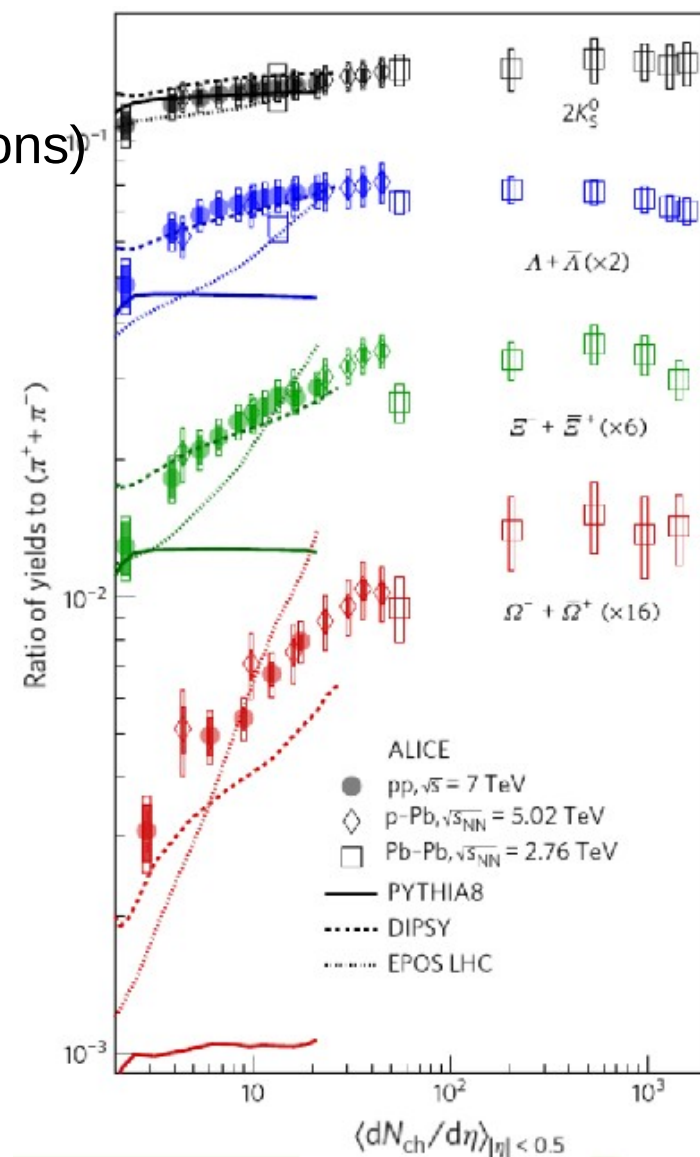 ons)
10⁻¹
2K⁰_S
Λ + Λ̅ (×2)
Ξ⁻ + Ξ̅⁺ (×6)
10⁻²
Ω⁻ + Ω̅⁺ (×16)
Ratio of yields to (π⁺+ π⁻)
ALICE
pp, √s = 7 TeV
p-Pb, √s_NN = 5.02 TeV
Pb-Pb, √s_NN = 2.76 TeV
PYTHIA8
DIPSY
EPOS LHC
10⁻³
10 10² 10³
⟨dN_ch/dη⟩_|η| < 0.5